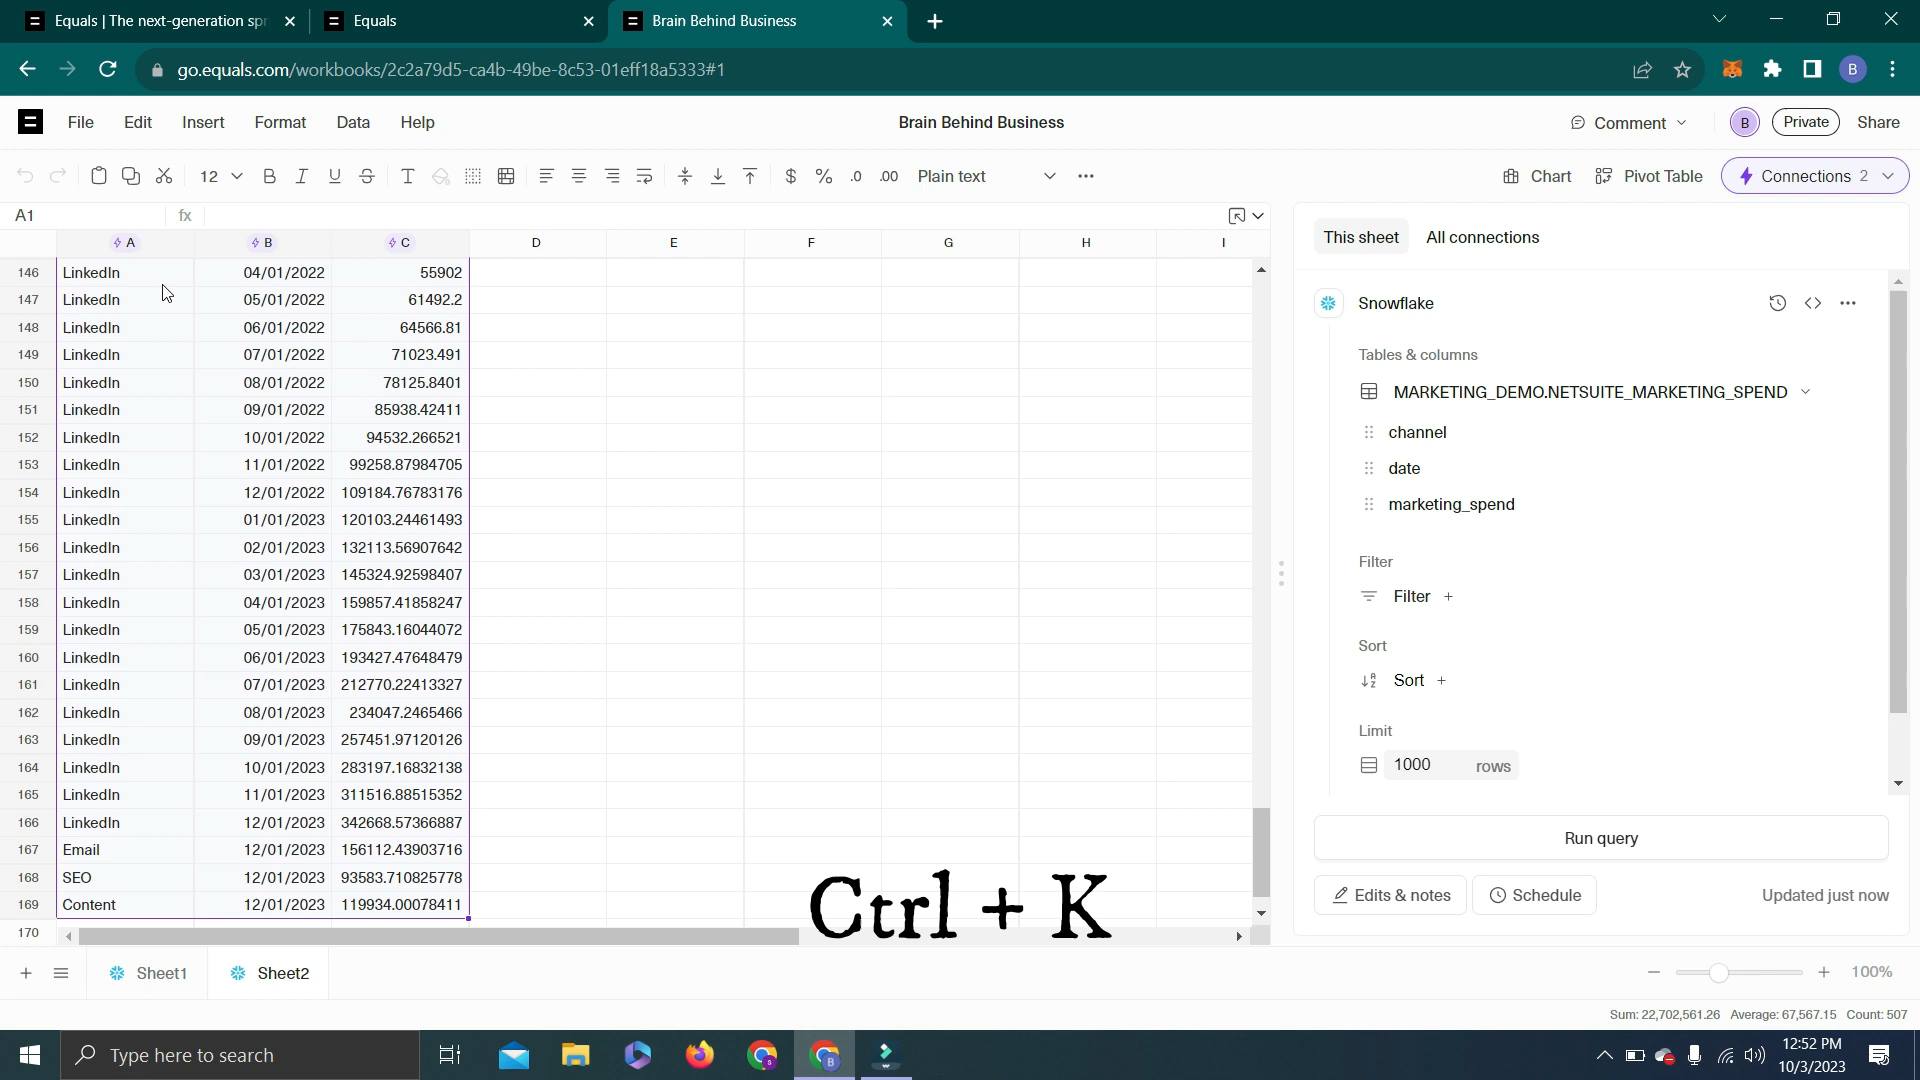 Equals | The next-generation spr
Equals
Brain Behind Business
go.equals.com/workbooks/2c2a79d5-ca4b-49be-8c53-01eff18a5333#1
B
File Edit Insert Format Data Help
Brain Behind Business
Comment
B
Private
Share
12
Plain text
Chart
Pivot Table
Connections 2
A1
fx
A B C D E F G H I
146 LinkedIn 04/01/2022 55902
147 LinkedIn 05/01/2022 61492.2
148 LinkedIn 06/01/2022 64566.81
149 LinkedIn 07/01/2022 71023.491
150 LinkedIn 08/01/2022 78125.8401
151 LinkedIn 09/01/2022 85938.42411
152 LinkedIn 10/01/2022 94532.266521
153 LinkedIn 11/01/2022 99258.87984705
154 LinkedIn 12/01/2022 109184.76783176
155 LinkedIn 01/01/2023 120103.24461493
156 LinkedIn 02/01/2023 132113.56907642
157 LinkedIn 03/01/2023 145324.92598407
158 LinkedIn 04/01/2023 159857.41858247
159 LinkedIn 05/01/2023 175843.16044072
160 LinkedIn 06/01/2023 193427.47648479
161 LinkedIn 07/01/2023 212770.22413327
162 LinkedIn 08/01/2023 234047.2465466
163 LinkedIn 09/01/2023 257451.97120126
164 LinkedIn 10/01/2023 283197.16832138
165 LinkedIn 11/01/2023 311516.88515352
166 LinkedIn 12/01/2023 342668.57366887
167 Email 12/01/2023 156112.43903716
168 SEO 12/01/2023 93583.710825778
169 Content 12/01/2023 119934.00078411
170
Ctrl + K
This sheet
All connections
Snowflake
Tables & columns
MARKETING_DEMO.NETSUITE_MARKETING_SPEND
channel
date
marketing_spend
Filter
Filter +
Sort
Sort +
Limit
1000 rows
Run query
Edits & notes
Schedule
Updated just now
Sheet1
Sheet2
100%
Sum: 22,702,561.26 Average: 67,567.15 Count: 507
Type here to search
12:52 PM
10/3/2023